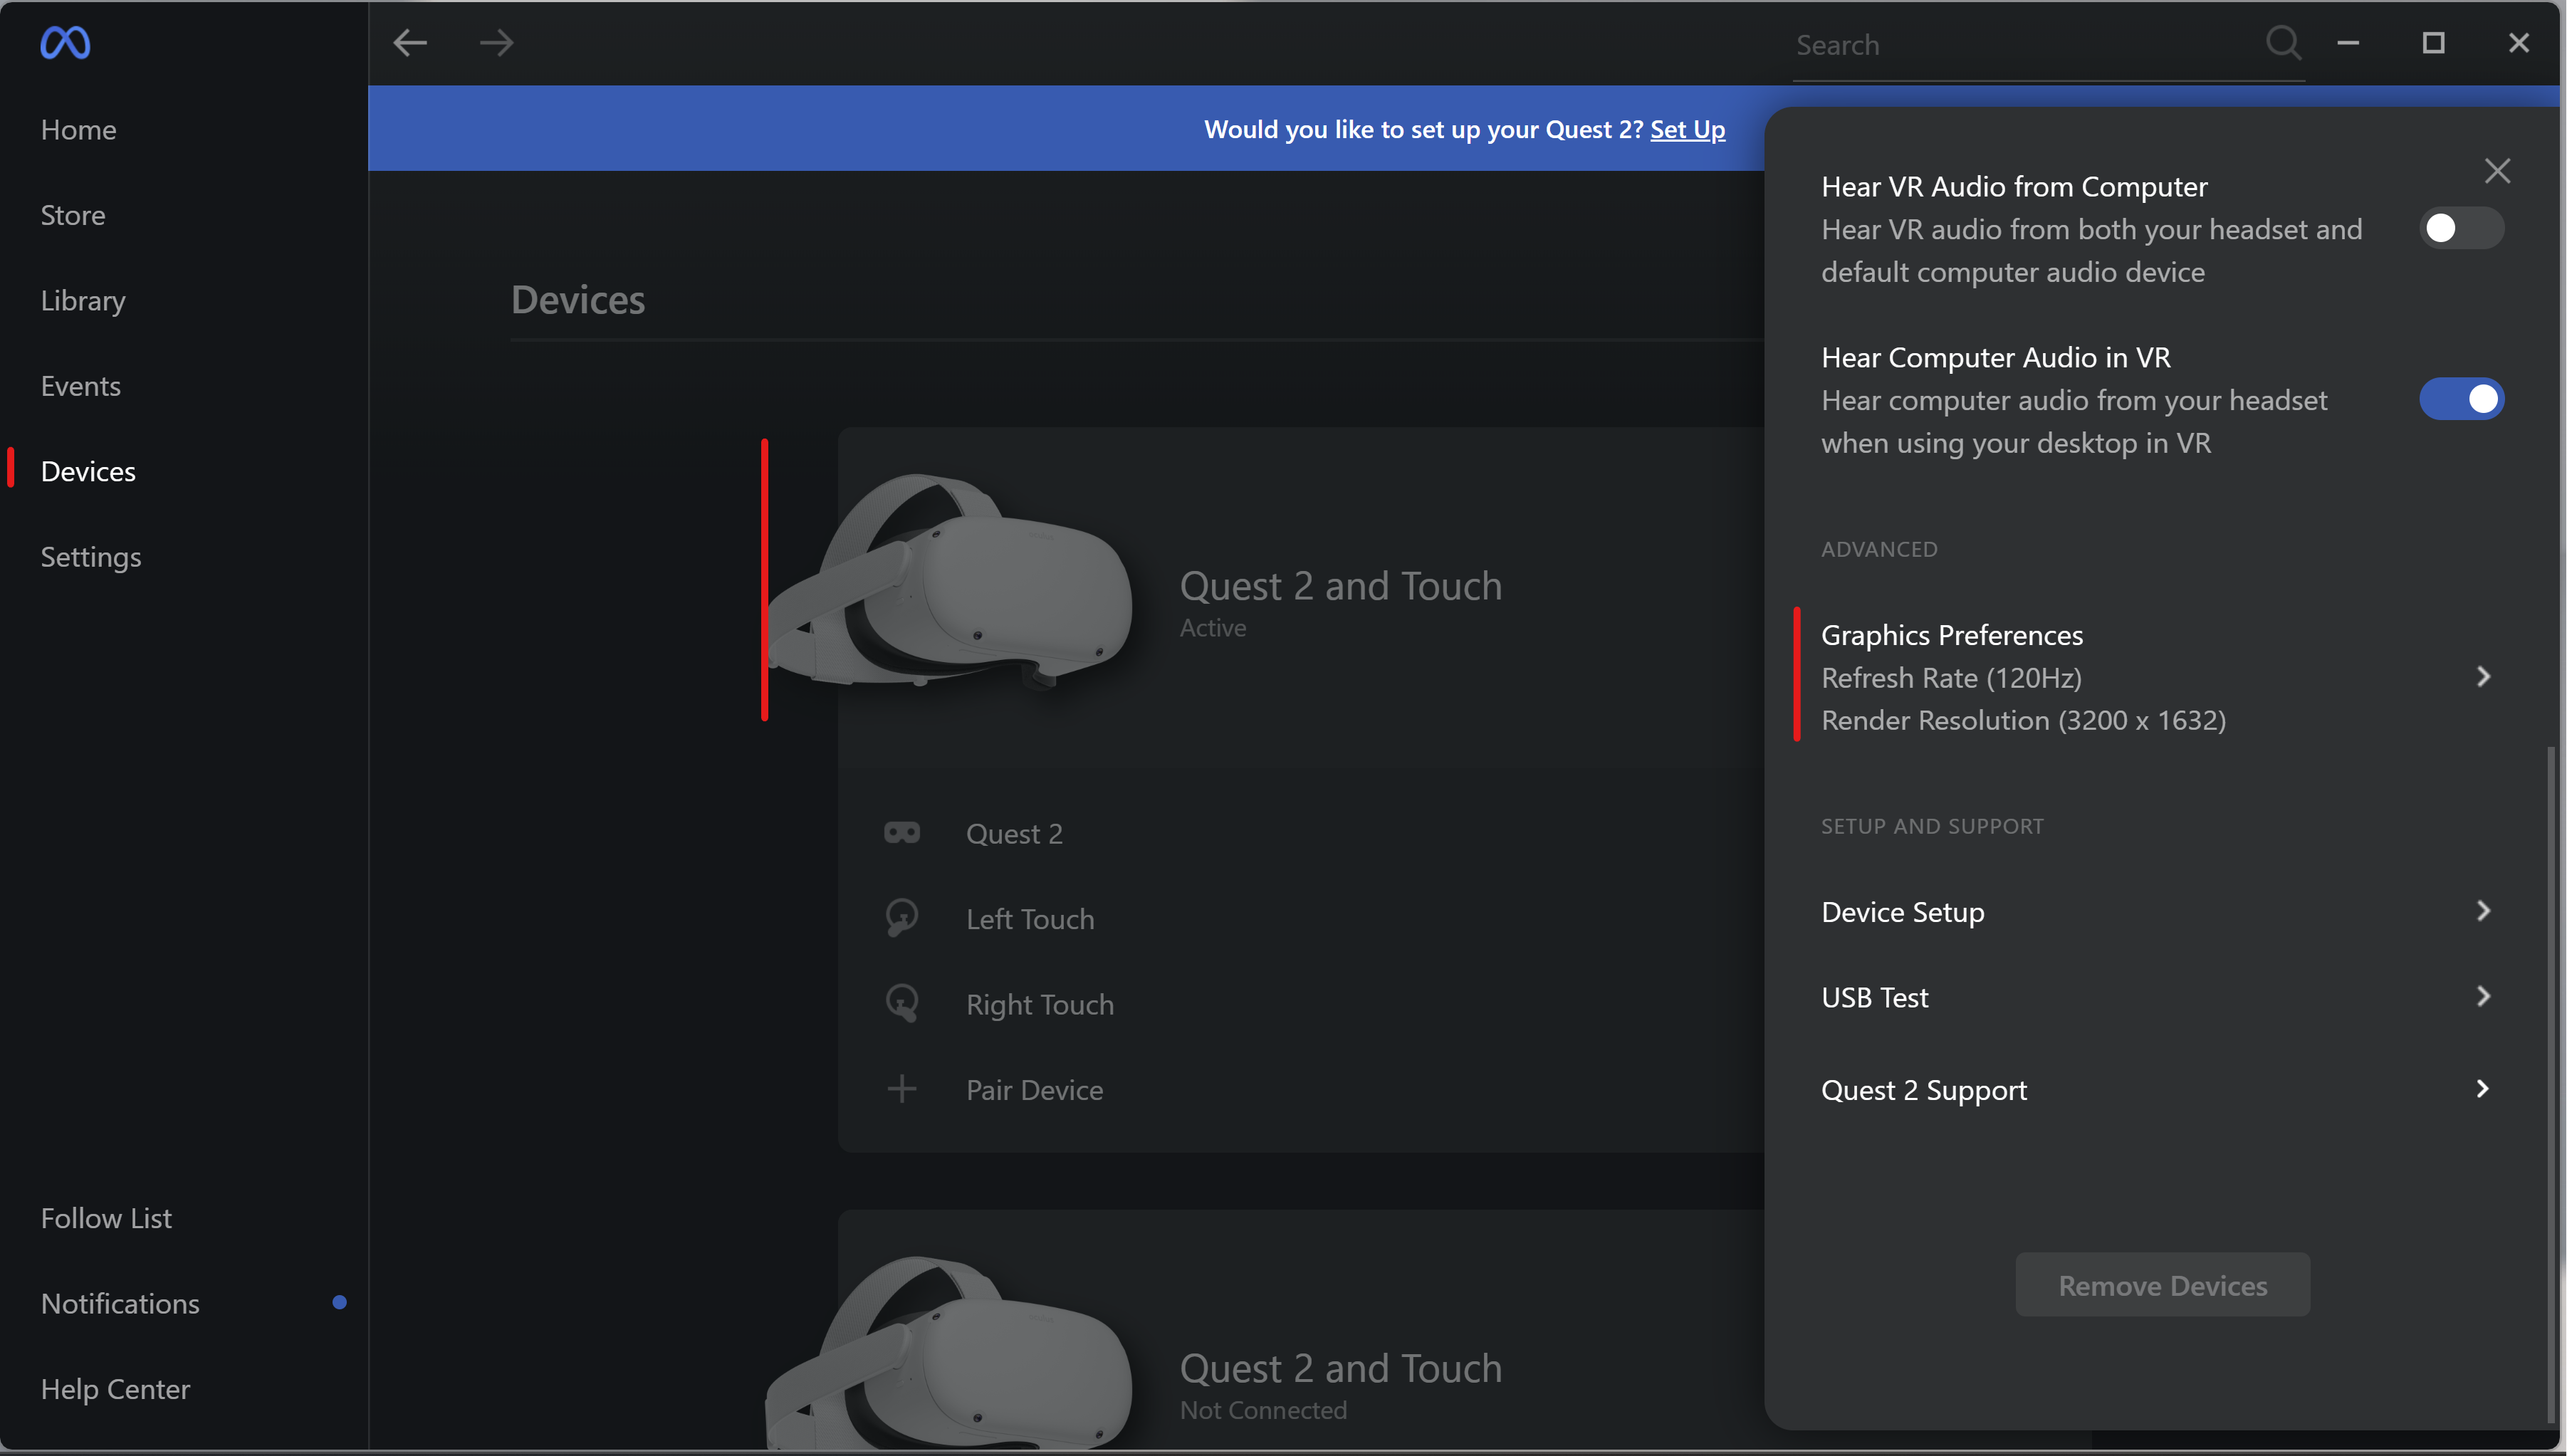 Search
Home
Store
Library
Events
Devices
Settings
Follow List
Notifications
Help Center
Would you like to set up your Quest 2? Set Up
Devices
Quest 2 and Touch
Active
Quest 2
Left Touch
Right Touch
Pair Device
Quest 2 and Touch
Not Connected
Hear VR Audio from Computer
Hear VR audio from both your headset and
default computer audio device
Hear Computer Audio in VR
Hear computer audio from your headset
when using your desktop in VR
ADVANCED
Graphics Preferences
Refresh Rate (120Hz)
Render Resolution (3200 x 1632)
SETUP AND SUPPORT
Device Setup
USB Test
Quest 2 Support
Remove Devices